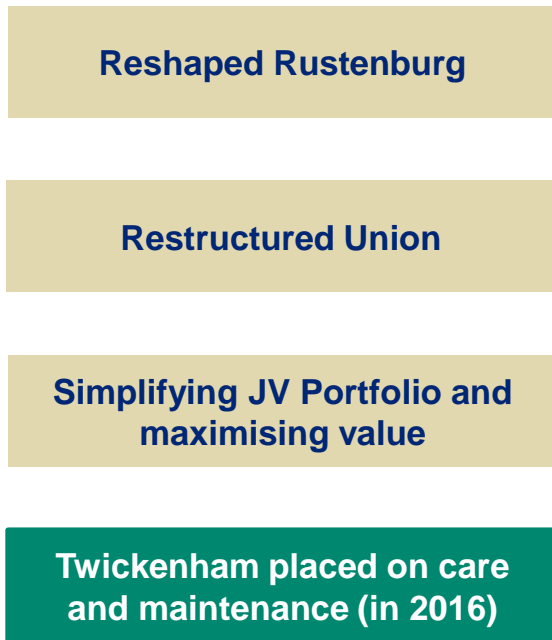 Reshaped Rustenburg
Restructured Union
Simplifying JV Portfolio and
maximising value
Twickenham placed on care
and maintenance (in 2016)